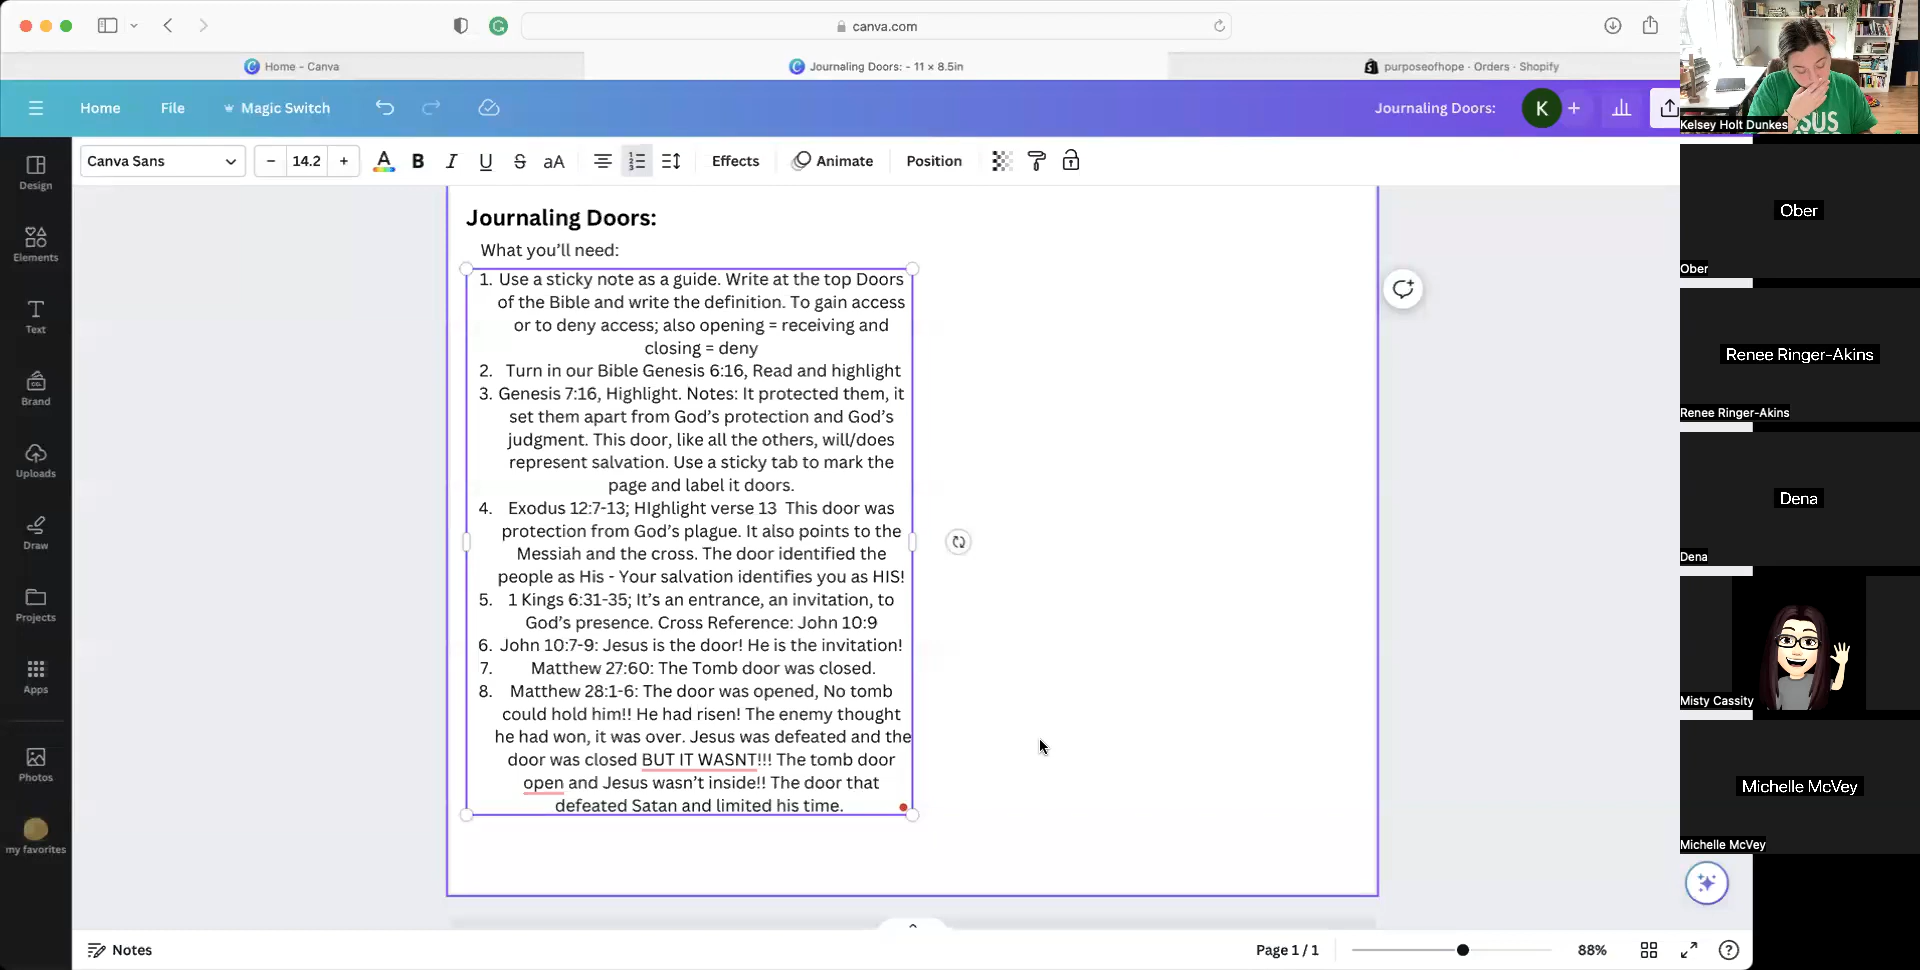 canva.com
Home - Canva
Journaling Doors: - 11 × 8.5in
purposeofhope · Orders · Shopify
Home
File
Magic Switch
Journaling Doors:
K
Canva Sans
14.2
A
B
I
U
S
aA
Effects
Animate
Position
Design
Elements
Text
Brand
Uploads
Draw
Projects
Apps
Photos
my favorites
Journaling Doors:
What you'll need:
1. Use a sticky note as a guide. Write at the top Doors
of the Bible and write the definition. To gain access
or to deny access; also opening = receiving and
closing = deny
2. Turn in our Bible Genesis 6:16, Read and highlight
3. Genesis 7:16, Highlight. Notes: It protected them, it
set them apart from God's protection and God's
judgment. This door, like all the others, will/does
represent salvation. Use a sticky tab to mark the
page and label it doors.
4. Exodus 12:7-13; HIghlight verse 13 This door was
protection from God's plague. It also points to the
Messiah and the cross. The door identified the
people as His - Your salvation identifies you as HIS!
5. 1 Kings 6:31-35; It's an entrance, an invitation, to
God's presence. Cross Reference: John 10:9
6. John 10:7-9: Jesus is the door! He is the invitation!
7. Matthew 27:60: The Tomb door was closed.
8. Matthew 28:1-6: The door was opened, No tomb
could hold him!! He had risen! The enemy thought
he had won, it was over. Jesus was defeated and the
door was closed BUT IT WASNT!!! The tomb door
open and Jesus wasn't inside!! The door that
defeated Satan and limited his time.
Notes
Page 1 / 1
88%
Kelsey Holt Dunkes
Ober
Ober
Renee Ringer-Akins
Renee Ringer-Akins
Dena
Dena
Misty Cassity
Michelle McVey
Michelle McVey